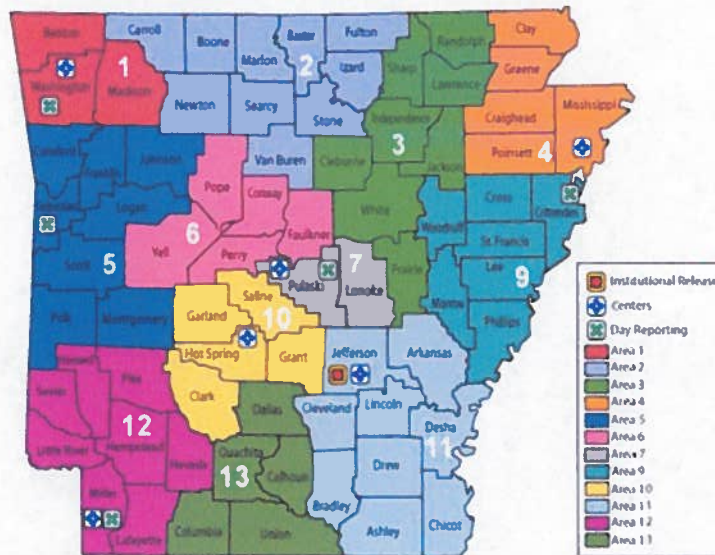 Benton
Carroll
Boone
Marion
Baxter
Fulton
Randolph
Clay
Washington
Madison
1
2
Izard
Sharp
Lawrence
Greene
Newton
Searcy
Stone
Independence
3
Craighead
Mississippi
Crawford
Franklin
Johnson
Van Buren
Cleburne
Jackson
Poinsett
4
Logan
Pope
Conway
White
Woodruff
Cross
Crittenden
Sebastian
6
Faulkner
St. Francis
Scott
5
Yell
Perry
7
Pulaski
Lonoke
Prairie
Lee
9
Monroe
Phillips
Polk
Montgomery
Garland
Saline
10
Hot Spring
Grant
Jefferson
Arkansas
Clark
Pike
Sevier
12
Hempstead
Nevada
Little River
Dallas
Cleveland
Lincoln
Desha
11
Ouachita
13
Calhoun
Drew
Bradley
Miller
Lafayette
Columbia
Union
Ashley
Chicot
Institutional Release
Centers
Day Reporting
Area 1
Area 2
Area 3
Area 4
Area 5
Area 6
Area 7
Area 9
Area 10
Area 11
Area 12
Area 13